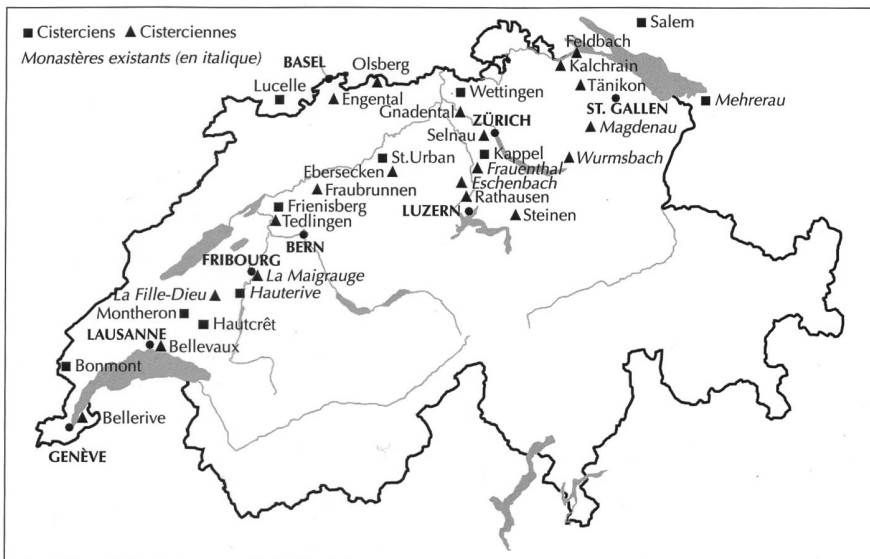 ■ Cisterciens ▲ Cisterciennes
Monastères existants (en italique)
Salem
Feldbach
BASEL
Olsberg
Kalchrain
Lucelle
Engental
Wettingen
Tänikon
Mehrerau
Gnadental
ZÜRICH
ST. GALLEN
Selnau
Magdenau
St.Urban
Kappel
Wurmsbach
Ebersecken
Frauenthal
Fraubrunnen
Eschenbach
Rathausen
Frienisberg
LUZERN
Steinen
Tedlingen
BERN
FRIBOURG
La Maigrauge
La Fille-Dieu
Hauterive
Montheron
Hautcrêt
LAUSANNE
Bellevaux
Bonmont
Bellerive
GENÈVE